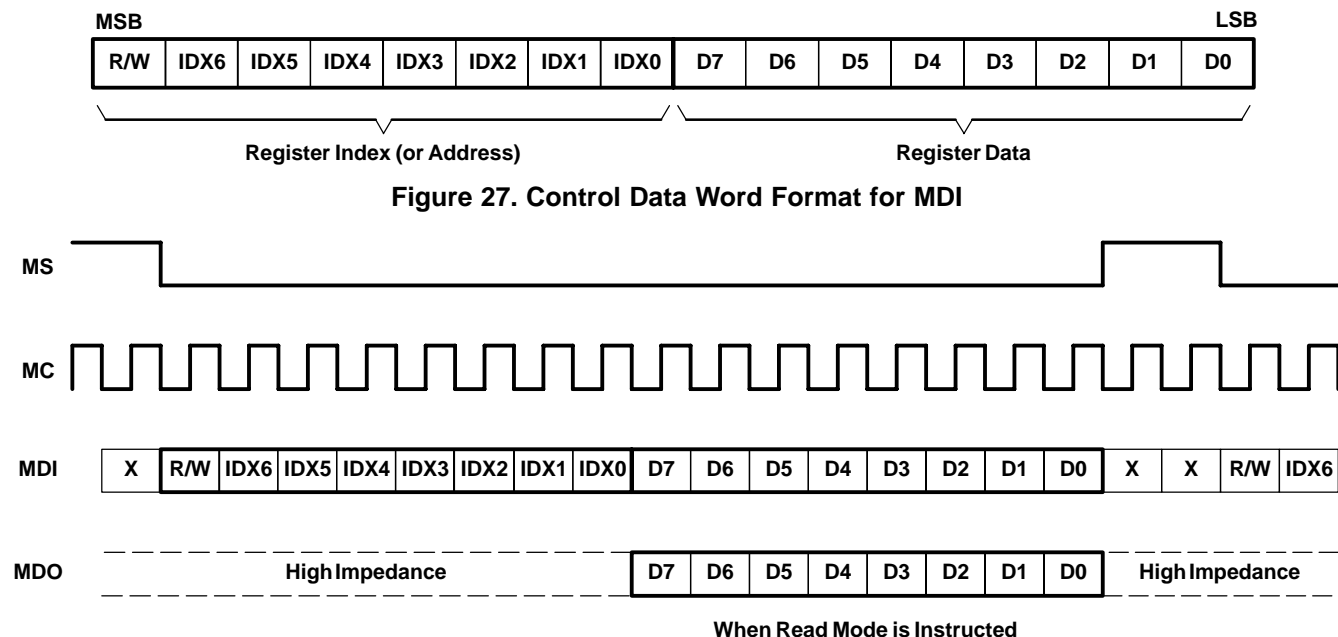 MSB LSB
R/W IDX6 IDX5 IDX4 IDX3 IDX2 IDX1 IDX0 D7 D6 D5 D4 D3 D2 D1 D0
Register Index (or Address) Register Data
Figure 27. Control Data Word Format for MDI
MS
MC
MDI X R/W IDX6 IDX5 IDX4 IDX3 IDX2 IDX1 IDX0 D7 D6 D5 D4 D3 D2 D1 D0 X X R/W IDX6
MDO High Impedance D7 D6 D5 D4 D3 D2 D1 D0 High Impedance
When Read Mode is Instructed